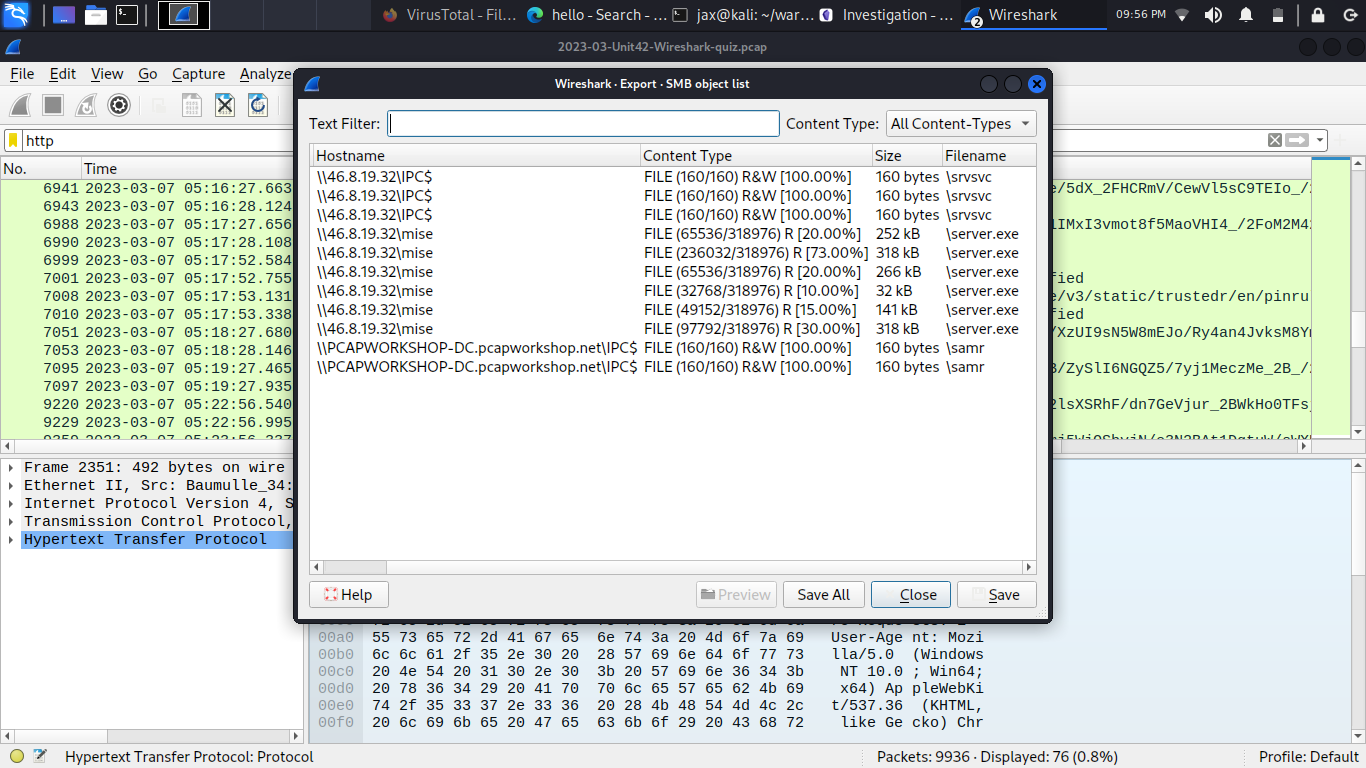 VirusTotal - Fil…
hello - Search - …
jax@kali: ~/war…
Investigation - …
2
Wireshark
09:56 PM
2023-03-Unit42-Wireshark-quiz.pcap
File Edit View Go Capture Analyze
Wireshark · Export · SMB object list
Text Filter:
Content Type: All Content-Types
http
No. Time
6941 2023-03-07 05:16:27.663
6943 2023-03-07 05:16:28.124
6988 2023-03-07 05:17:27.656
6990 2023-03-07 05:17:28.108
6999 2023-03-07 05:17:52.584
7001 2023-03-07 05:17:52.755
7008 2023-03-07 05:17:53.131
7010 2023-03-07 05:17:53.338
7051 2023-03-07 05:18:27.680
7053 2023-03-07 05:18:28.146
7095 2023-03-07 05:19:27.465
7097 2023-03-07 05:19:27.935
9220 2023-03-07 05:22:56.540
9229 2023-03-07 05:22:56.995
Hostname Content Type Size Filename
\\46.8.19.32\IPC$ FILE (160/160) R&W [100.00%] 160 bytes \srvsvc
\\46.8.19.32\IPC$ FILE (160/160) R&W [100.00%] 160 bytes \srvsvc
\\46.8.19.32\IPC$ FILE (160/160) R&W [100.00%] 160 bytes \srvsvc
\\46.8.19.32\mise FILE (65536/318976) R [20.00%] 252 kB \server.exe
\\46.8.19.32\mise FILE (236032/318976) R [73.00%] 318 kB \server.exe
\\46.8.19.32\mise FILE (65536/318976) R [20.00%] 266 kB \server.exe
\\46.8.19.32\mise FILE (32768/318976) R [10.00%] 32 kB \server.exe
\\46.8.19.32\mise FILE (49152/318976) R [15.00%] 141 kB \server.exe
\\46.8.19.32\mise FILE (97792/318976) R [30.00%] 318 kB \server.exe
\\PCAPWORKSHOP-DC.pcapworkshop.net\IPC$ FILE (160/160) R&W [100.00%] 160 bytes \samr
\\PCAPWORKSHOP-DC.pcapworkshop.net\IPC$ FILE (160/160) R&W [100.00%] 160 bytes \samr
e/5dX_2FHCRmV/CewVl5sC9TEIo_/
lIMxI3vmot8f5MaoVHI4_/2FoM2M4
fied
e/v3/static/trustedr/en/pinru
fied
/XzUI9sN5W8mEJo/Ry4an4JvksM8Y
/ZySlI6NGQZ5/7yj1MeczMe_2B_/
2lsXSRhF/dn7GeVjur_2BWkHo0TFs
Help Preview Save All Close Save
Frame 2351: 492 bytes on wire
Ethernet II, Src: Baumulle_34:
Internet Protocol Version 4, S
Transmission Control Protocol,
Hypertext Transfer Protocol
00a0 55 73 65 72 2d 41 67 65 6e 74 3a 20 4d 6f 7a 69 User-Age nt: Mozi
00b0 6c 6c 61 2f 35 2e 30 20 28 57 69 6e 64 6f 77 73 lla/5.0 (Windows
00c0 20 4e 54 20 31 30 2e 30 3b 20 57 69 6e 36 34 3b NT 10.0 ; Win64;
00d0 20 78 36 34 29 20 41 70 70 6c 65 57 65 62 4b 69 x64) Ap pleWebKi
00e0 74 2f 35 33 37 2e 33 36 20 28 4b 48 54 4d 4c 2c t/537.36 (KHTML,
00f0 20 6c 69 6b 65 20 47 65 63 6b 6f 29 20 43 68 72 like Ge cko) Chr
Hypertext Transfer Protocol: Protocol
Packets: 9936 · Displayed: 76 (0.8%)
Profile: Default